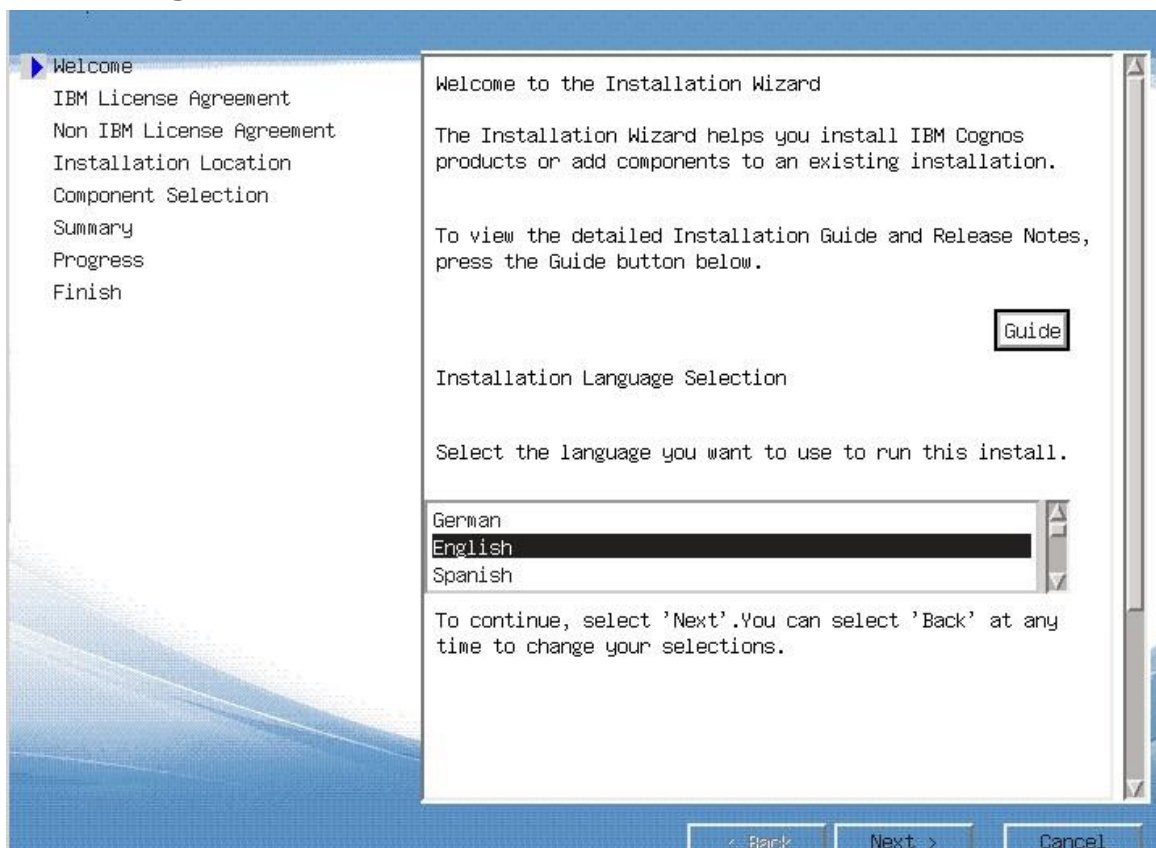 Welcome
IBM License Agreement
Non IBM License Agreement
Installation Location
Component Selection
Summary
Progress
Finish
Welcome to the Installation Wizard
The Installation Wizard helps you install IBM Cognos
products or add components to an existing installation.
To view the detailed Installation Guide and Release Notes,
press the Guide button below.
Guide
Installation Language Selection
Select the language you want to use to run this install.
German
English
Spanish
To continue, select 'Next'.You can select 'Back' at any
time to change your selections.
< Back
Next >
Cancel